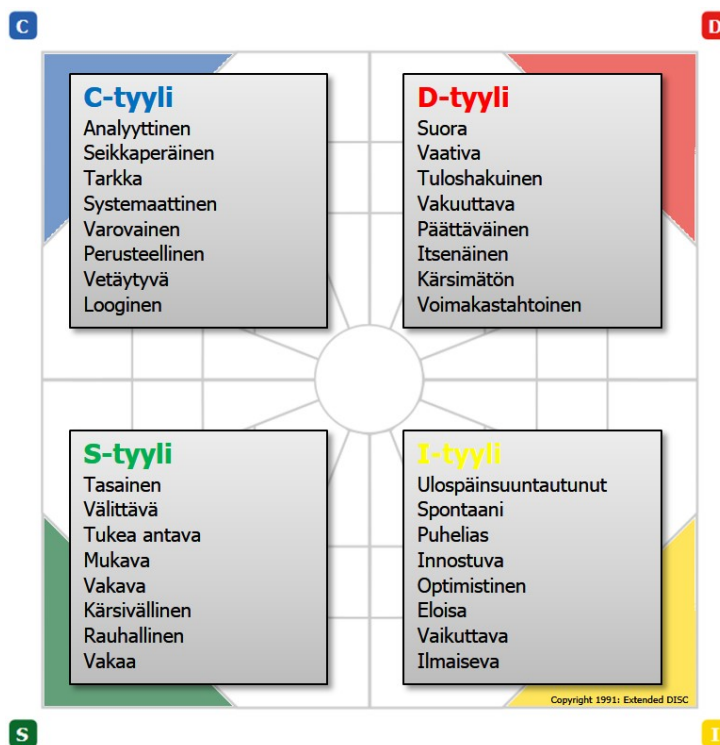 C
D
C-tyyli
Analyyttinen
Seikkaperäinen
Tarkka
Systemaattinen
Varovainen
Perusteellinen
Vetäytyvä
Looginen
D-tyyli
Suora
Vaativa
Tuloshakuinen
Vakuuttava
Päättäväinen
Itsenäinen
Kärsimätön
Voimakastahtoinen
S-tyyli
Tasainen
Välittävä
Tukea antava
Mukava
Vakava
Kärsivällinen
Rauhallinen
Vakaa
I-tyyli
Ulospäinsuuntautunut
Spontaani
Puhelias
Innostuva
Optimistinen
Eloisa
Vaikuttava
Ilmaiseva
Copyright 1991: Extended DISC
S
I